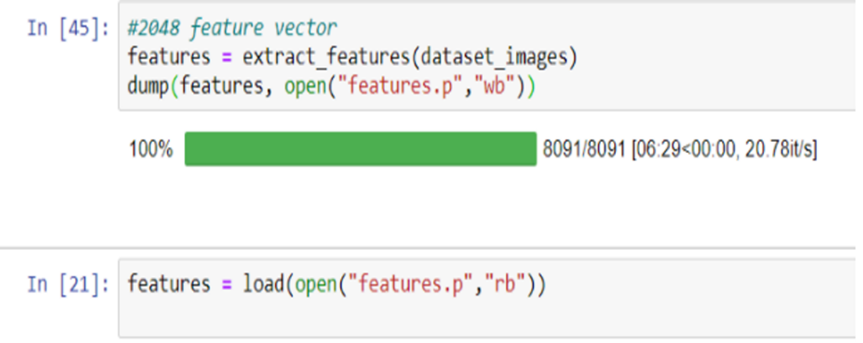 In [45]: #2048 feature vector
features = extract_features(dataset_images)
dump(features, open("features.p","wb"))
100% 8091/8091 [06:29<00:00, 20.78it/s]
In [21]: features = load(open("features.p","rb"))